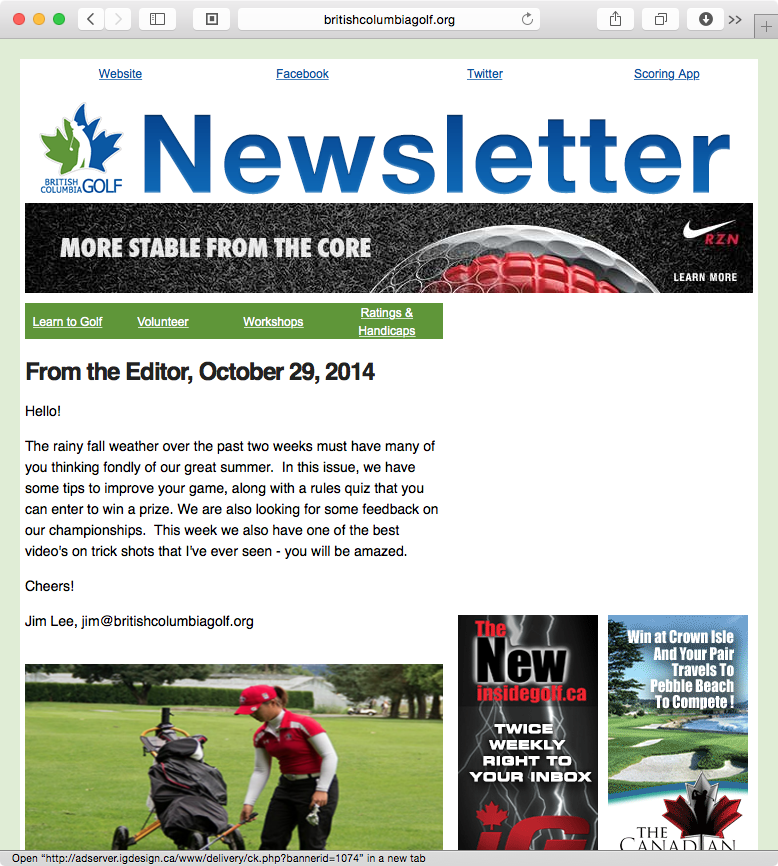 britishcolumbiagolf.org
Website Facebook Twitter Scoring App
BRITISH
COLUMBIA GOLF
Newsletter
MORE STABLE FROM THE CORE
RZN
LEARN MORE
Learn to Golf Volunteer Workshops Ratings &
Handicaps
From the Editor, October 29, 2014
Hello!
The rainy fall weather over the past two weeks must have many of
you thinking fondly of our great summer.  In this issue, we have
some tips to improve your game, along with a rules quiz that you
can enter to win a prize. We are also looking for some feedback on
our championships.  This week we also have one of the best
video's on trick shots that I've ever seen - you will be amazed.
Cheers!
Jim Lee, jim@britishcolumbiagolf.org
The
New
insidegolf.ca
TWICE
WEEKLY
RIGHT TO
YOUR INBOX
iG
Win at Crown Isle
And Your Pair
Travels To
Pebble Beach
To Compete !
THE
CANADIAN
Open “http://adserver.igdesign.ca/www/delivery/ck.php?bannerid=1074” in a new tab